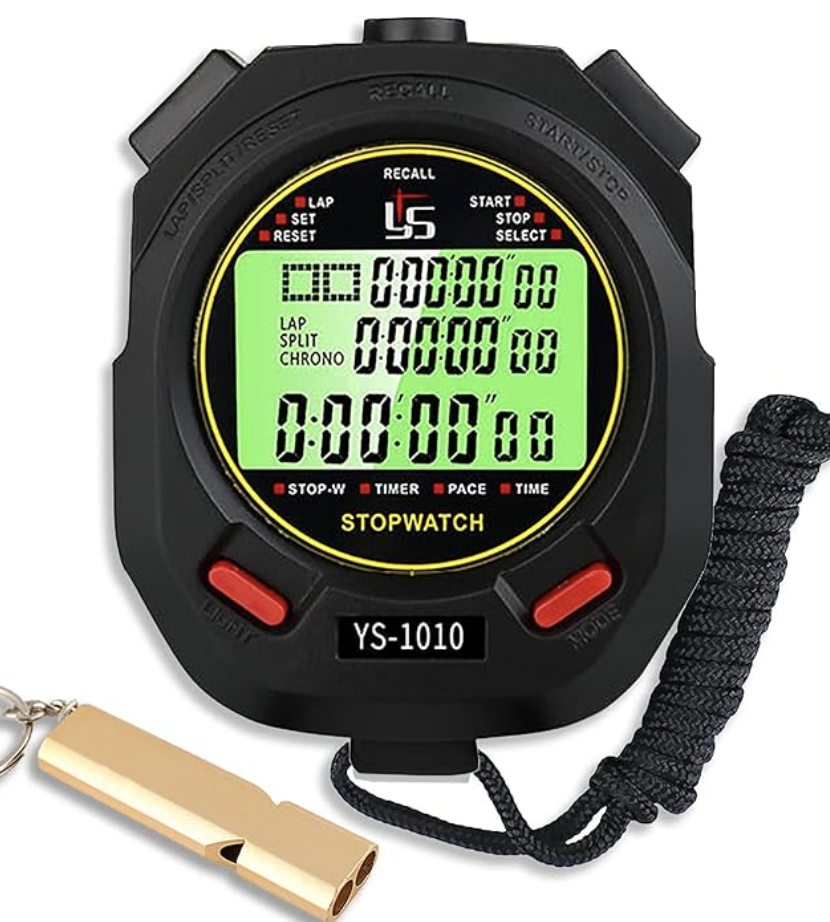 RECALL
LAP/SPLIT/RESET
START/STOP
RECALL
LAP
SET
RESET
YS
START
STOP
SELECT
00 0:00'00"00
LAP
SPLIT
CHRONO
0:00'00"00
0:00'00"00
STOP-W TIMER PACE TIME
STOPWATCH
LIGHT
MODE
YS-1010